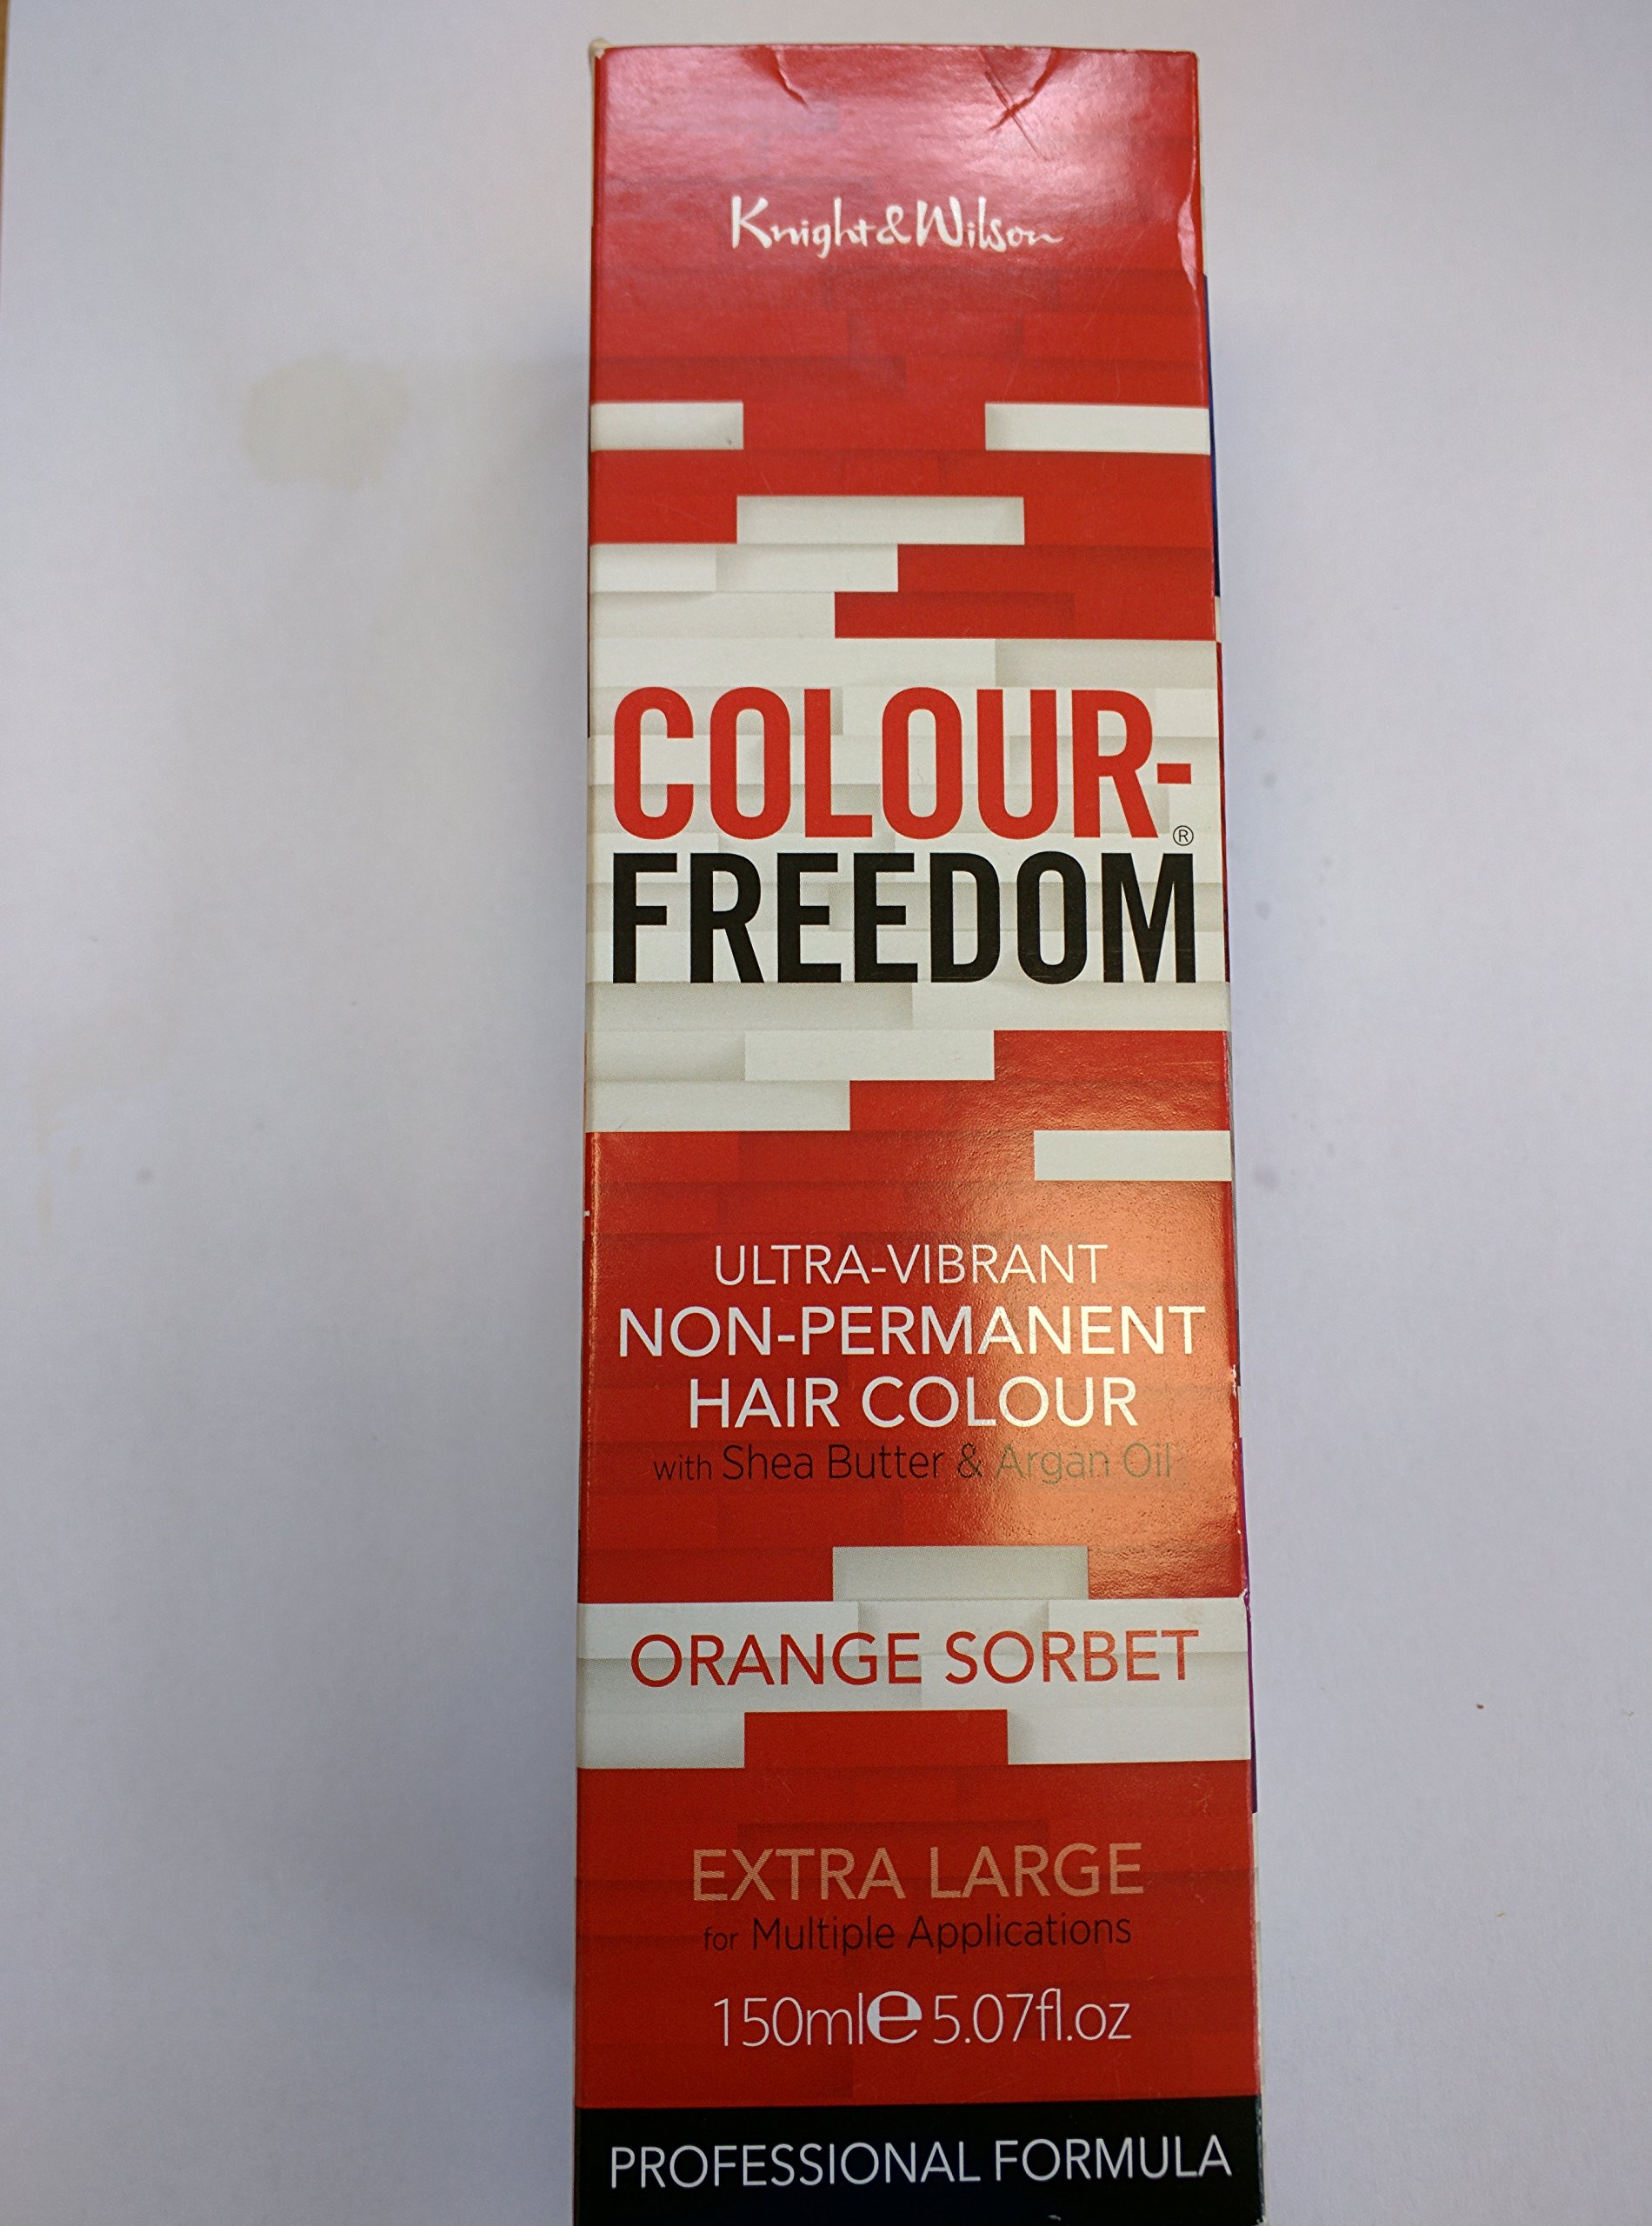 Knight & Wilson
COLOUR-
®
FREEDOM
ULTRA-VIBRANT
NON-PERMANENT
HAIR COLOUR
with Shea Butter & Argan Oil
ORANGE SORBET
EXTRA LARGE
for Multiple Applications
150ml℮ 5.07fl.oz
PROFESSIONAL FORMULA